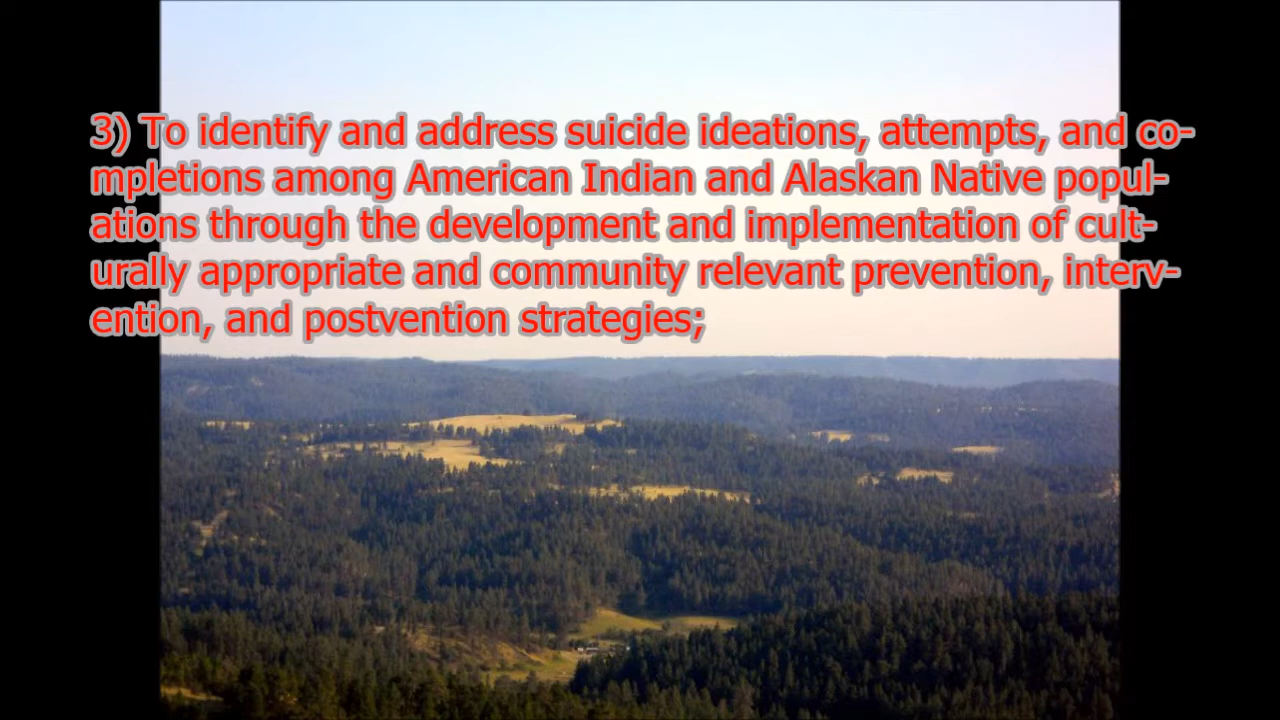 3) To identify and address suicide ideations, attempts, and co-
mpletions among American Indian and Alaskan Native popul-
ations through the development and implementation of cult-
urally appropriate and community relevant prevention, interv-
ention, and postvention strategies;